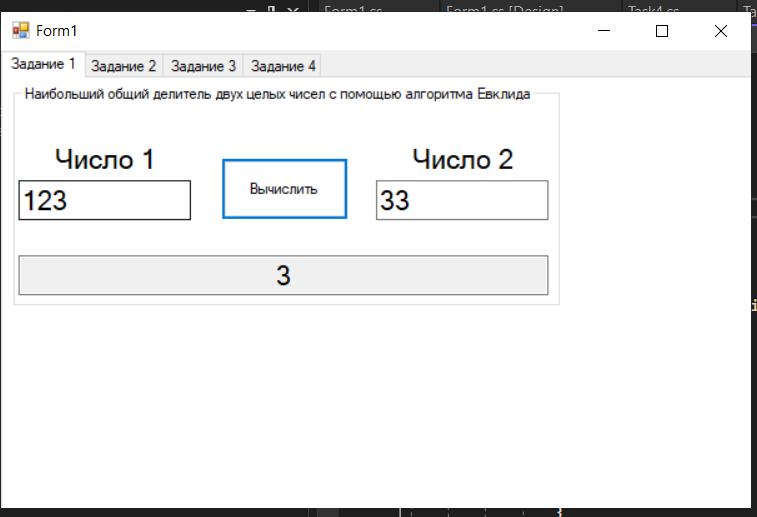 Form1.cs Form1.cs [Design] Task4.cs Ta
Form1
Задание 1 Задание 2 Задание 3 Задание 4
Наибольший общий делитель двух целых чисел с помощью алгоритма Евклида
Число 1 Число 2
123 Вычислить 33
3
}